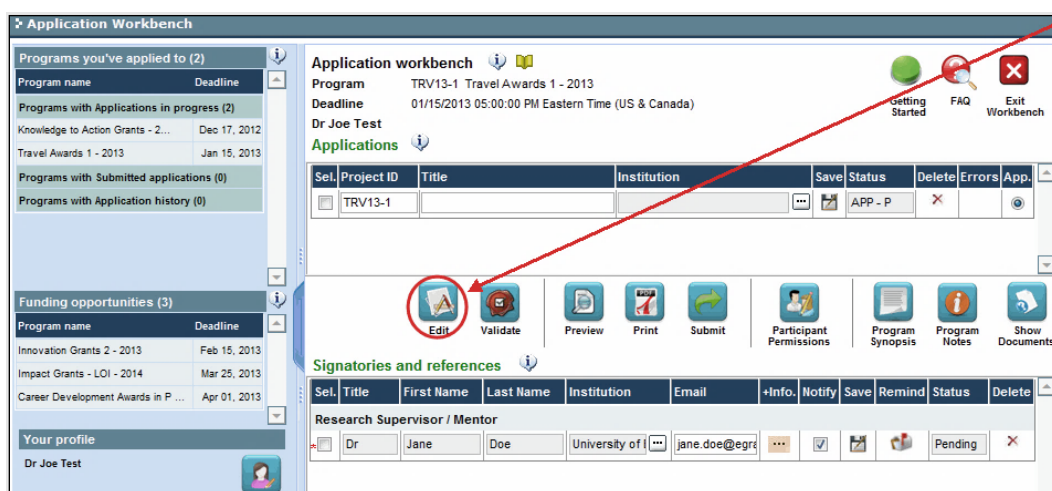 Application Workbench
Programs you've applied to (2)
Program name Deadline
Programs with Applications in progress (2)
Knowledge to Action Grants - 2... Dec 17, 2012
Travel Awards 1 - 2013 Jan 15, 2013
Programs with Submitted applications (0)
Programs with Application history (0)
Funding opportunities (3)
Program name Deadline
Innovation Grants 2 - 2013 Feb 15, 2013
Impact Grants - LOI - 2014 Mar 25, 2013
Career Development Awards in P ... Apr 01, 2013
Your profile
Dr Joe Test
Application workbench
Program TRV13-1 Travel Awards 1 - 2013
Deadline 01/15/2013 05:00:00 PM Eastern Time (US & Canada)
Dr Joe Test
Getting Started
FAQ
Exit Workbench
Applications
Sel. Project ID Title Institution Save Status Delete Errors App.
TRV13-1 ... APP - P
Edit
Validate
Preview
PDF
Print
Submit
Participant Permissions
Program Synopsis
Program Notes
Show Documents
Signatories and references
Sel. Title First Name Last Name Institution Email +Info. Notify Save Remind Status Delete
Research Supervisor / Mentor
* Dr Jane Doe University of I ... jane.doe@egra ... Pending